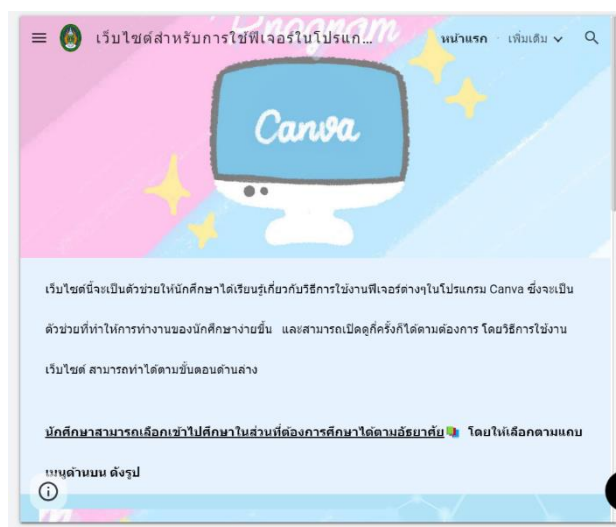 Program
เว็บไซต์สำหรับการใช้ฟีเจอร์ในโปรแก...
หน้าแรก
เพิ่มเติม
Canva
เว็บไซต์นี้จะเป็นตัวช่วยให้นักศึกษาได้เรียนรู้เกี่ยวกับวิธีการใช้งานฟีเจอร์ต่างๆในโปรแกรม Canva ซึ่งจะเป็น
ตัวช่วยที่ทำให้การทำงานของนักศึกษาง่ายขึ้น และสามารถเปิดดูกี่ครั้งก็ได้ตามต้องการ โดยวิธีการใช้งาน
เว็บไซต์ สามารถทำได้ตามขั้นตอนด้านล่าง
นักศึกษาสามารถเลือกเข้าไปศึกษาในส่วนที่ต้องการศึกษาได้ตามอัธยาศัย โดยให้เลือกตามแถบ
เมนูด้านบน ดังรูป